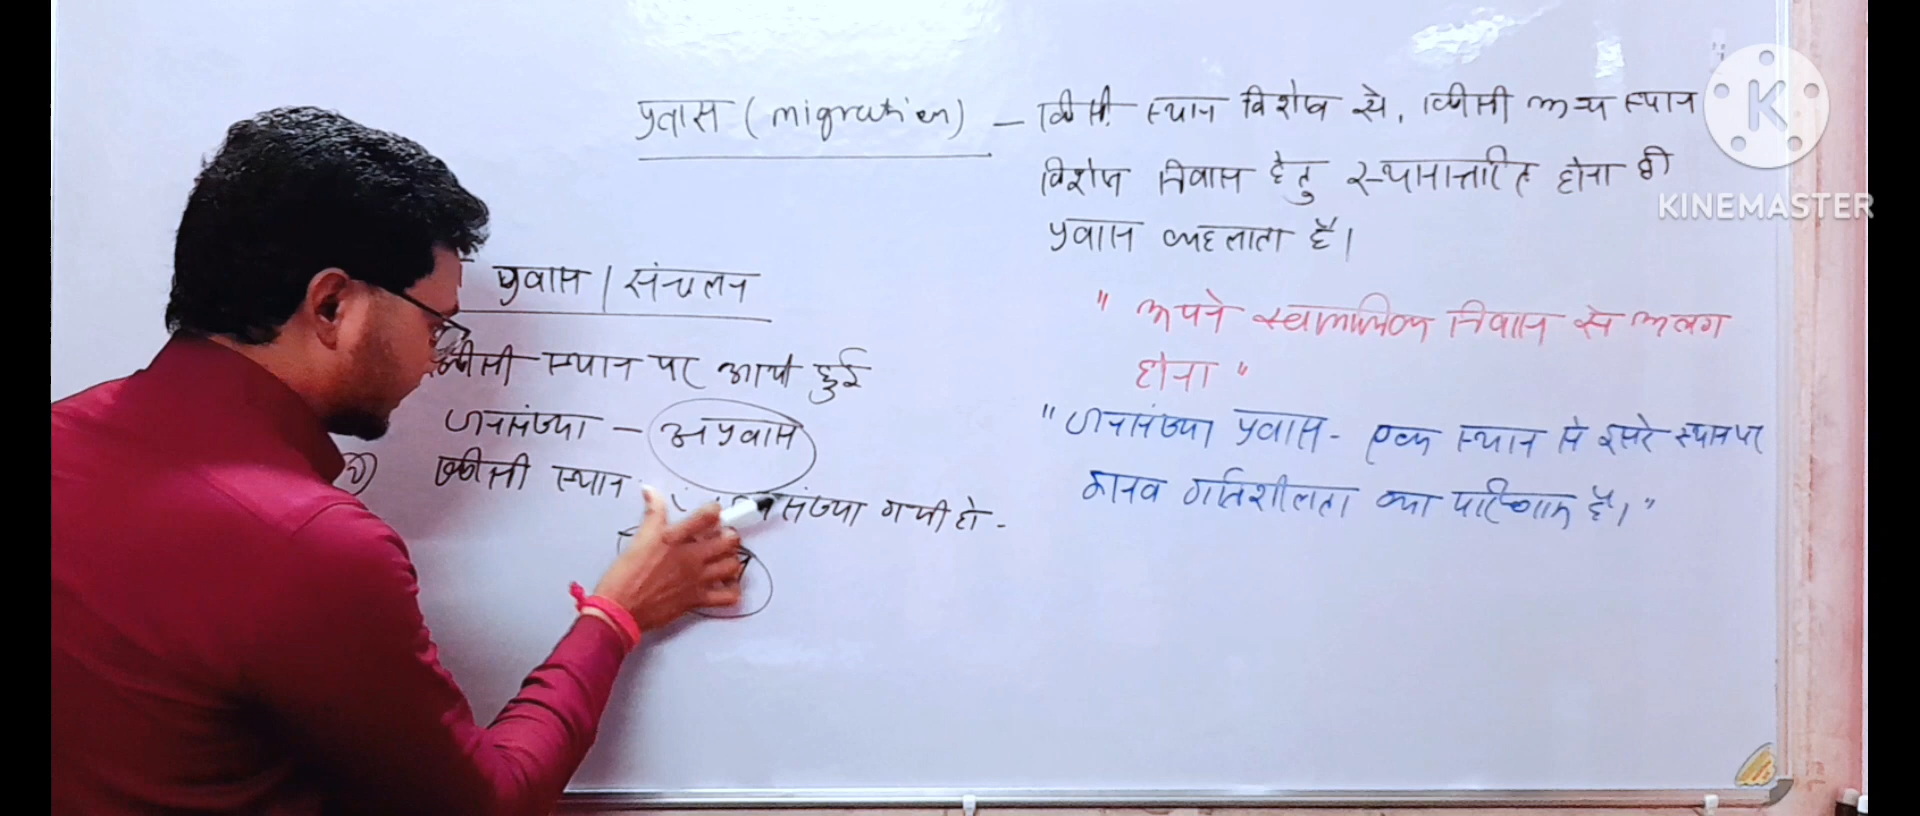 प्रवास (migration) - किसी स्थान विशेष से, किसी अन्य स्थान
विशेष निवास हेतु स्थानान्तरित होना ही
प्रवास कहलाता है।
" अपने स्वाभाविक निवास से अलग
होना "
" जनसंख्या प्रवास - एक स्थान से दूसरे स्थान पर
मानव गतिशीलता का परिणाम है। "
प्रवास / संचलन
किसी स्थान पर आयी हुई
जनसंख्या - अप्रवास
किसी स्थान
संख्या गयी हो -
K
KINEMASTER